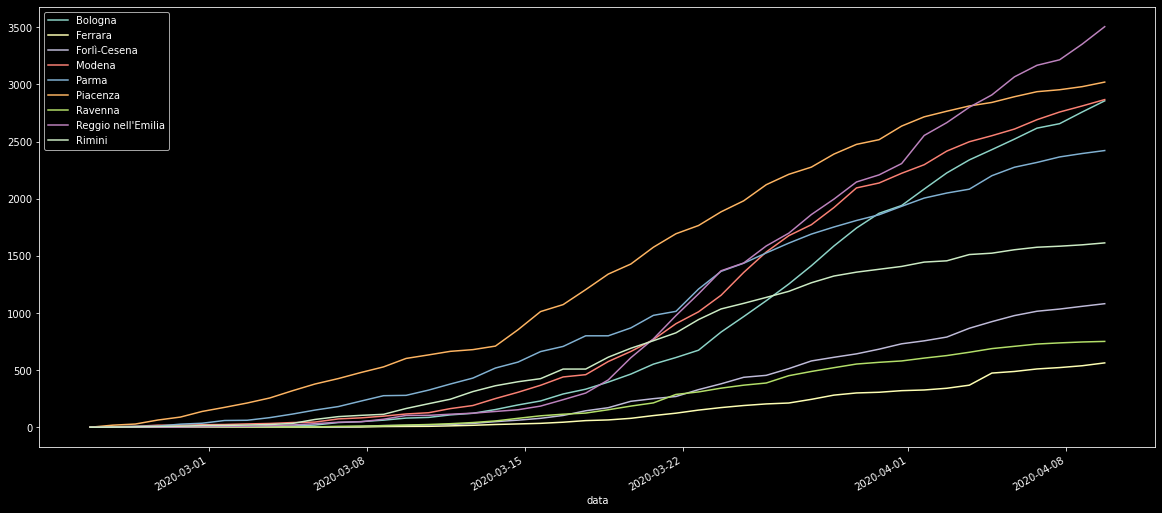 Bologna
Ferrara
Forlì-Cesena
Modena
Parma
Piacenza
Ravenna
Reggio nell'Emilia
Rimini
3500
3000
2500
2000
1500
1000
500
0
2020-03-01
2020-03-08
2020-03-15
2020-03-22
2020-04-01
2020-04-08
data